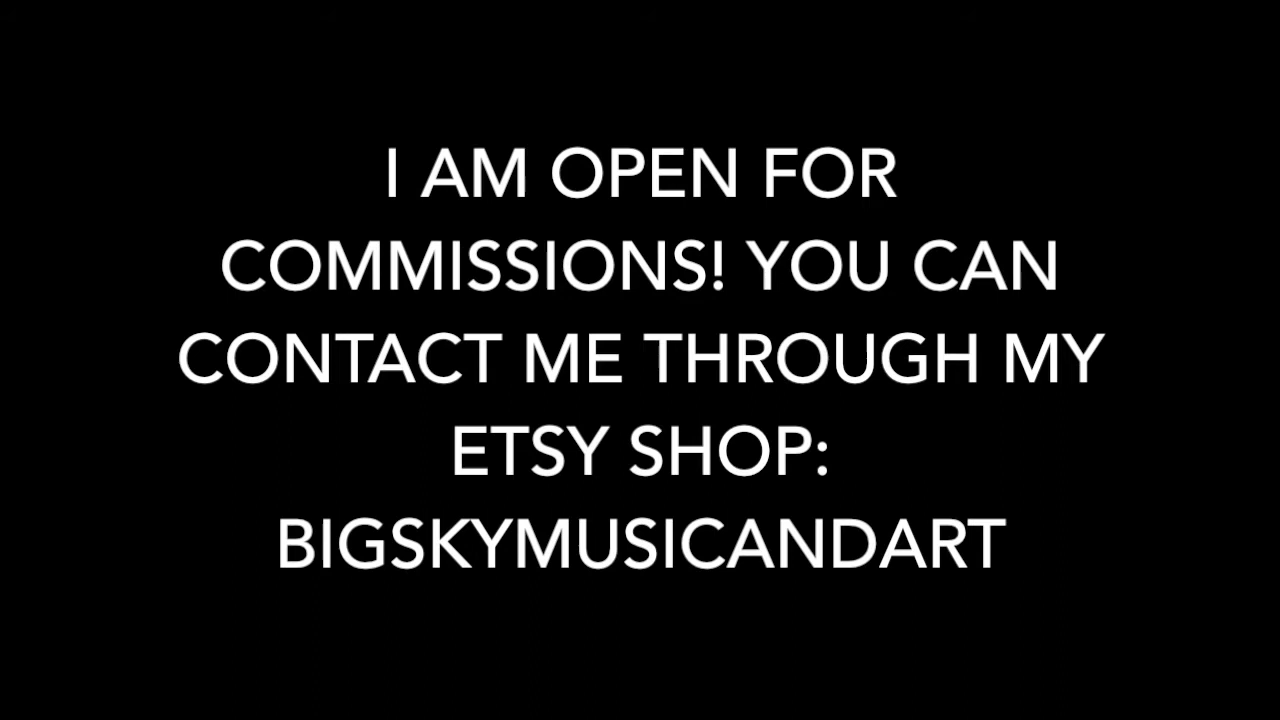 I AM OPEN FOR
COMMISSIONS! YOU CAN
CONTACT ME THROUGH MY
ETSY SHOP:
BIGSKYMUSICANDART